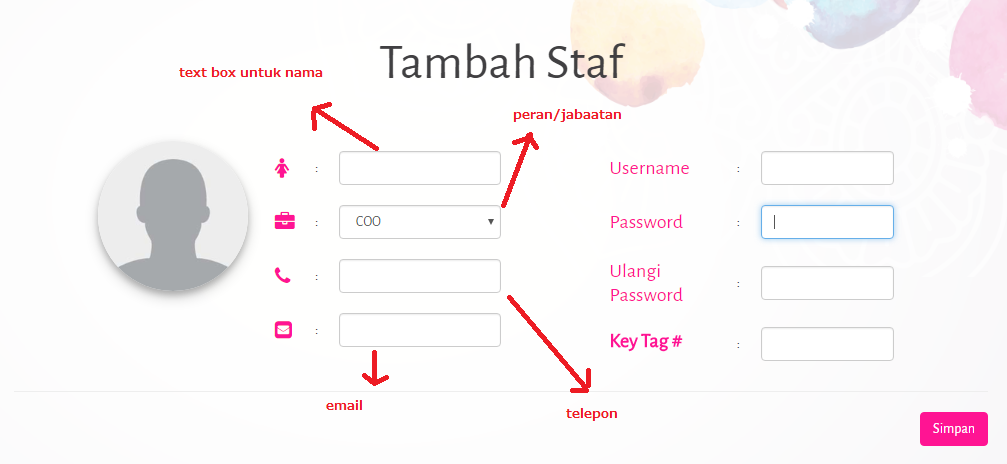 Tambah Staf
text box untuk nama
peran/jabaatan
:
: COO
:
:
email
telepon
Username :
Password :
Ulangi
Password :
Key Tag # :
Simpan